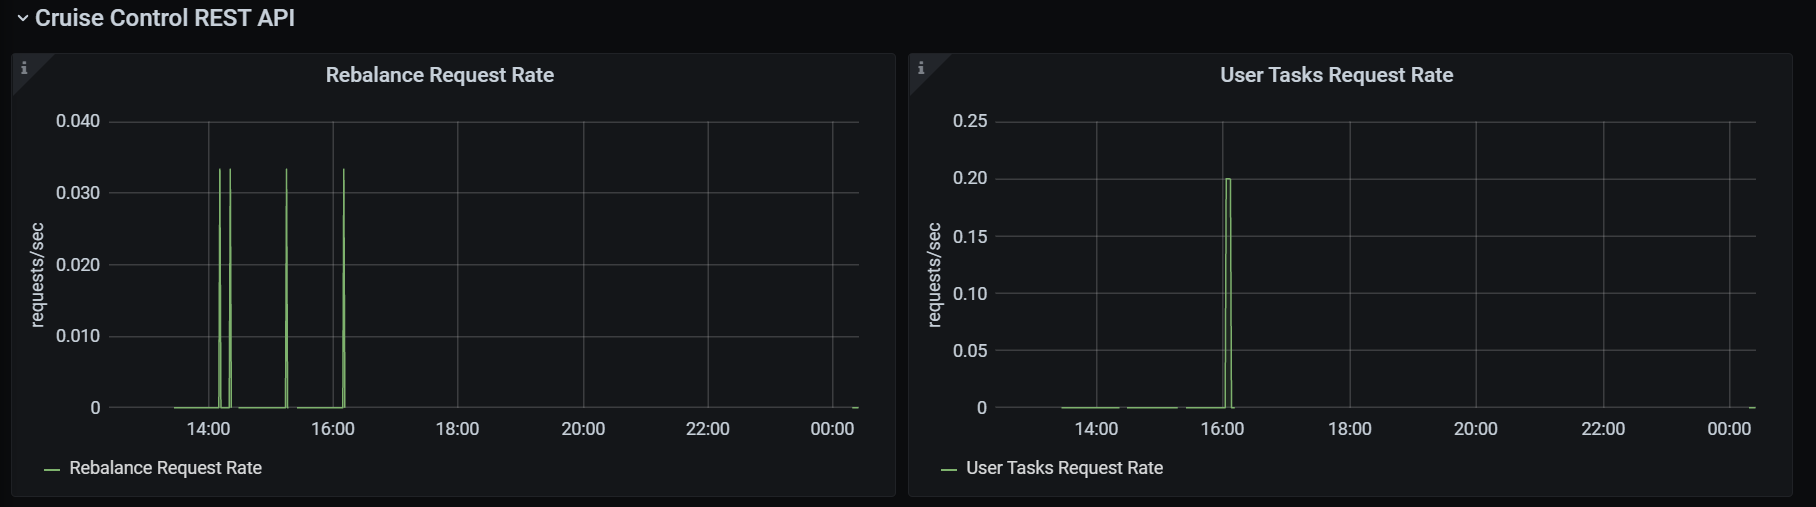 Cruise Control REST API
i
Rebalance Request Rate
0.040
0.030
0.020
0.010
0
requests/sec
14:00 16:00 18:00 20:00 22:00 00:00
Rebalance Request Rate
i
User Tasks Request Rate
0.25
0.20
0.15
0.10
0.05
0
requests/sec
14:00 16:00 18:00 20:00 22:00 00:00
User Tasks Request Rate